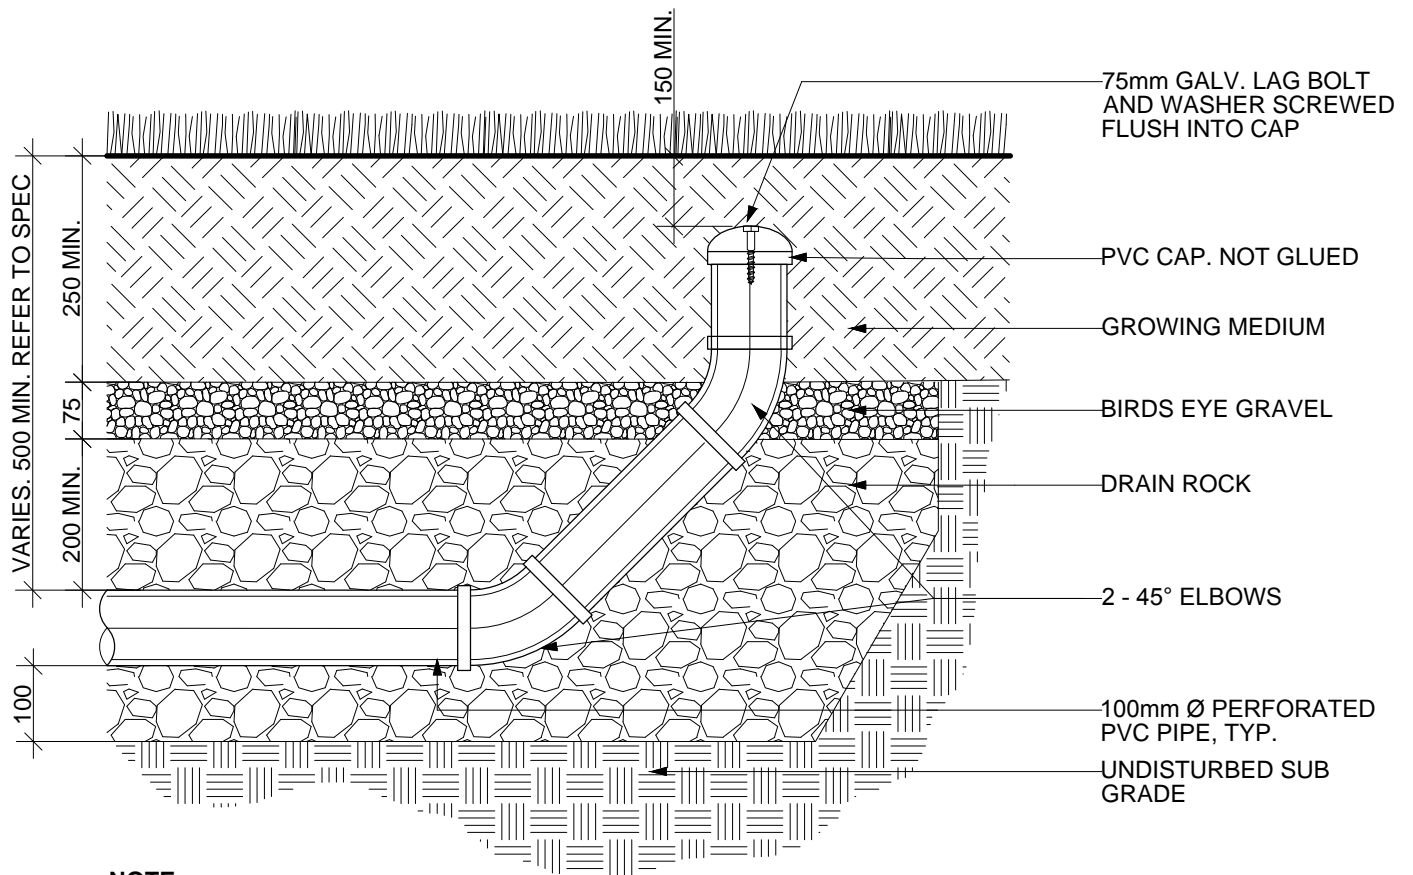 150 MIN.
75mm GALV. LAG BOLT
AND WASHER SCREWED
FLUSH INTO CAP
VARIES. 500 MIN. REFER TO SPEC
250 MIN.
PVC CAP. NOT GLUED
GROWING MEDIUM
75
BIRDS EYE GRAVEL
200 MIN.
DRAIN ROCK
2 - 45° ELBOWS
100
100mm Ø PERFORATED
PVC PIPE, TYP.
UNDISTURBED SUB
GRADE
NOTE